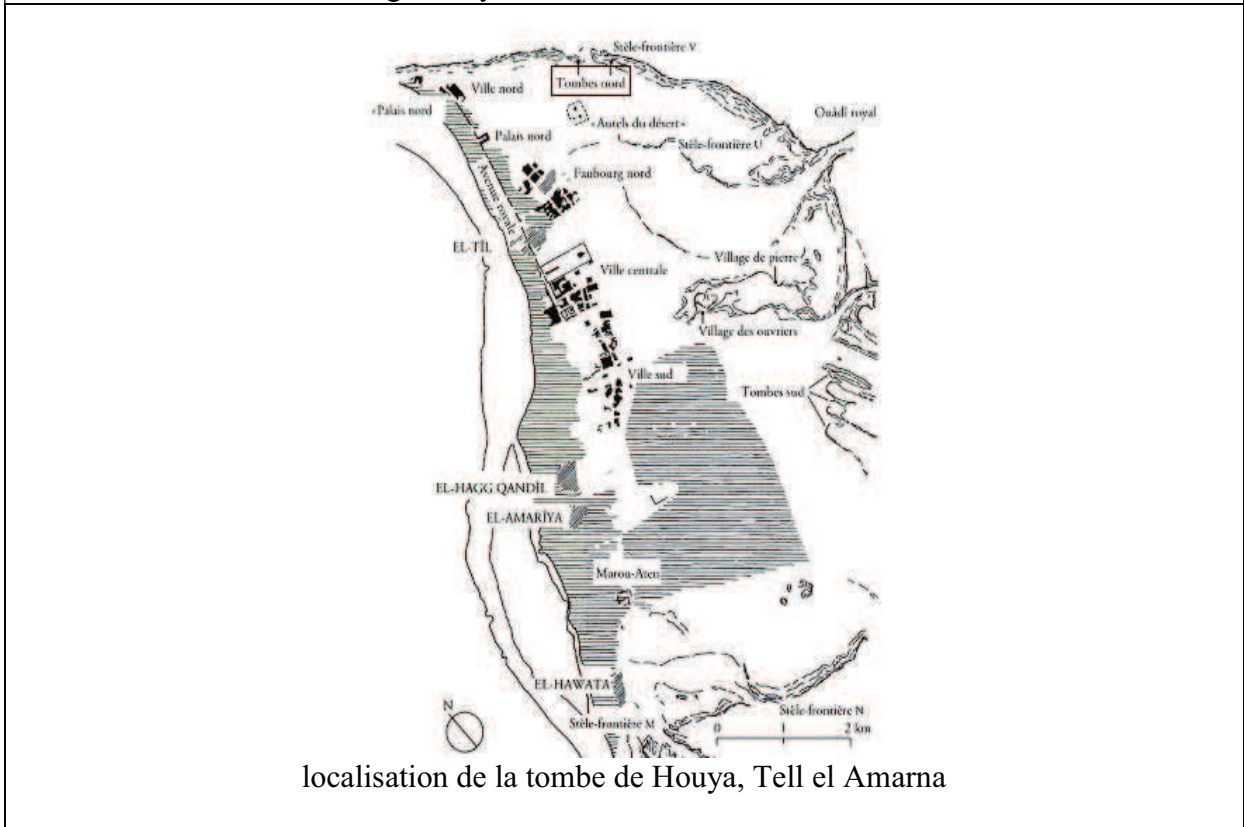 Stèle-frontière V
Tombes nord
Ville nord
«Palais nord
«Autels du désert»
Ouâdi royal
Palais nord
Stèle-frontière U
Faubourg nord
Avenue royale
EL-TÎL
Ville centrale
Village de pierre
Village des ouvriers
Ville sud
Tombes sud
EL-HAGG QANDÎL
EL-AMARÎYA
Marou-Aten
EL-HAWATA
N
Stèle-frontière M
Stèle-frontière N
0 2 km
localisation de la tombe de Houya, Tell el Amarna